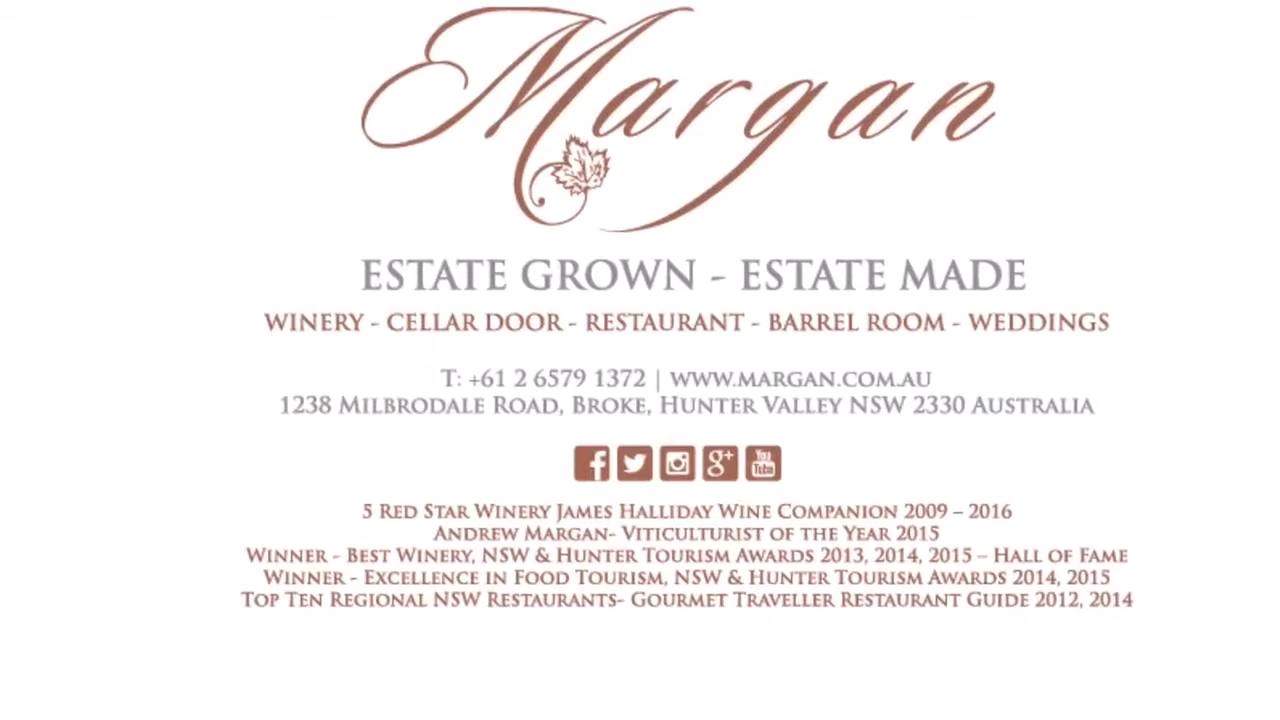 Margan
ESTATE GROWN - ESTATE MADE
WINERY - CELLAR DOOR - RESTAURANT - BARREL ROOM - WEDDINGS
T: +61 2 6579 1372 | WWW.MARGAN.COM.AU
1238 MILBRODALE ROAD, BROKE, HUNTER VALLEY NSW 2330 AUSTRALIA
f g+ You Tube
5 RED STAR WINERY JAMES HALLIDAY WINE COMPANION 2009 – 2016
ANDREW MARGAN- VITICULTURIST OF THE YEAR 2015
WINNER - BEST WINERY, NSW & HUNTER TOURISM AWARDS 2013, 2014, 2015 – HALL OF FAME
WINNER - EXCELLENCE IN FOOD TOURISM, NSW & HUNTER TOURISM AWARDS 2014, 2015
TOP TEN REGIONAL NSW RESTAURANTS- GOURMET TRAVELLER RESTAURANT GUIDE 2012, 2014